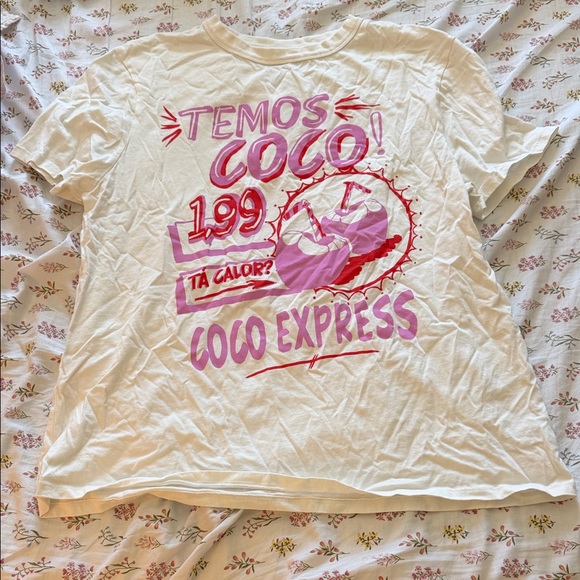 TEMOS
COCO!
1,99
TÁ CALOR?
COCO EXPRESS